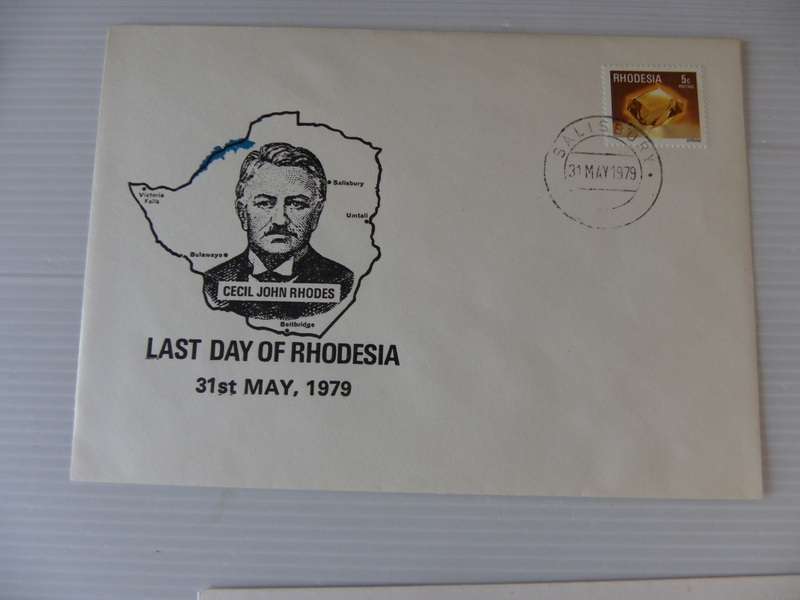 RHODESIA 5c
SALISBURY
31 MAY 1979
Salisbury
Victoria
Falls
Umtali
Bulawayo
CECIL JOHN RHODES
Beitbridge
LAST DAY OF RHODESIA
31st MAY, 1979